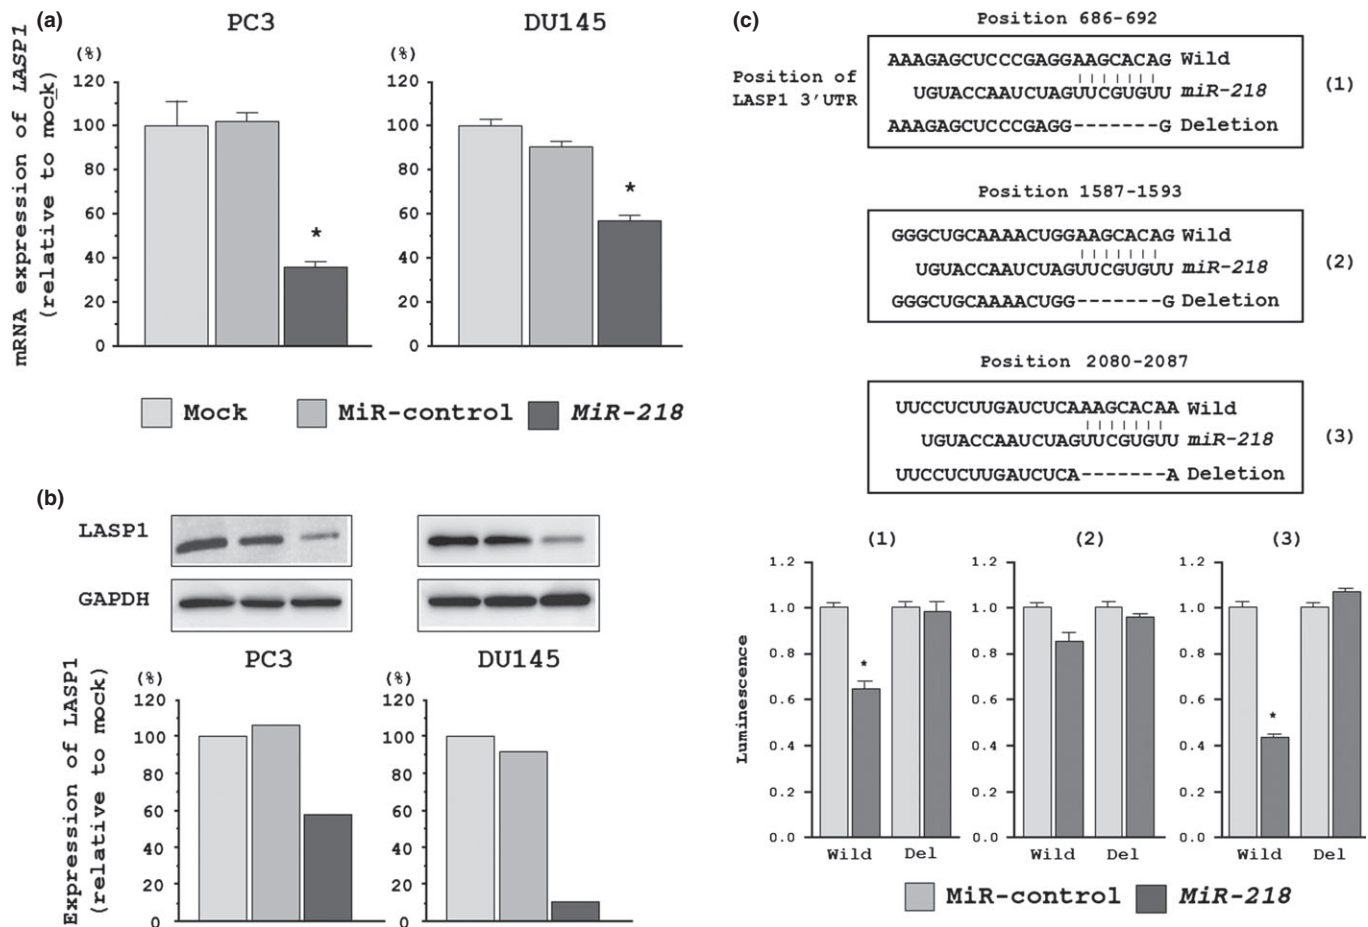 (a)
PC3
DU145
mRNA expression of LASP1
(relative to mock)
(%)
120
100
80
60
40
20
0
*
(%)
120
100
80
60
40
20
0
*
Mock MiR-control MiR-218
(b)
LASP1
GAPDH
PC3
DU145
Expression of LASP1
(relative to mock)
(%)
120
100
80
60
40
20
0
(%)
120
100
80
60
40
20
0
(c)
Position of
LASP1 3'UTR
Position 686-692
AAAGAGCUCCCGAGGAAGCACAG Wild
UGUACCAAUCUAGUUCGUGUU miR-218
AAAGAGCUCCCGAGG-------G Deletion
(1)
Position 1587-1593
GGGCUGCAAAACUGGAAGCACAG Wild
UGUACCAAUCUAGUUCGUGUU miR-218
GGGCUGCAAAACUGG-------G Deletion
(2)
Position 2080-2087
UUCCUCUUGAUCUCAAAGCACAA Wild
UGUACCAAUCUAGUUCGUGUU miR-218
UUCCUCUUGAUCUCA-------A Deletion
(3)
Luminescence
(1)
1.2
1.0
0.8
0.6
0.4
0.2
0.0
*
Wild Del
(2)
1.2
1.0
0.8
0.6
0.4
0.2
0.0
Wild Del
(3)
1.2
1.0
0.8
0.6
0.4
0.2
0.0
*
Wild Del
MiR-control MiR-218